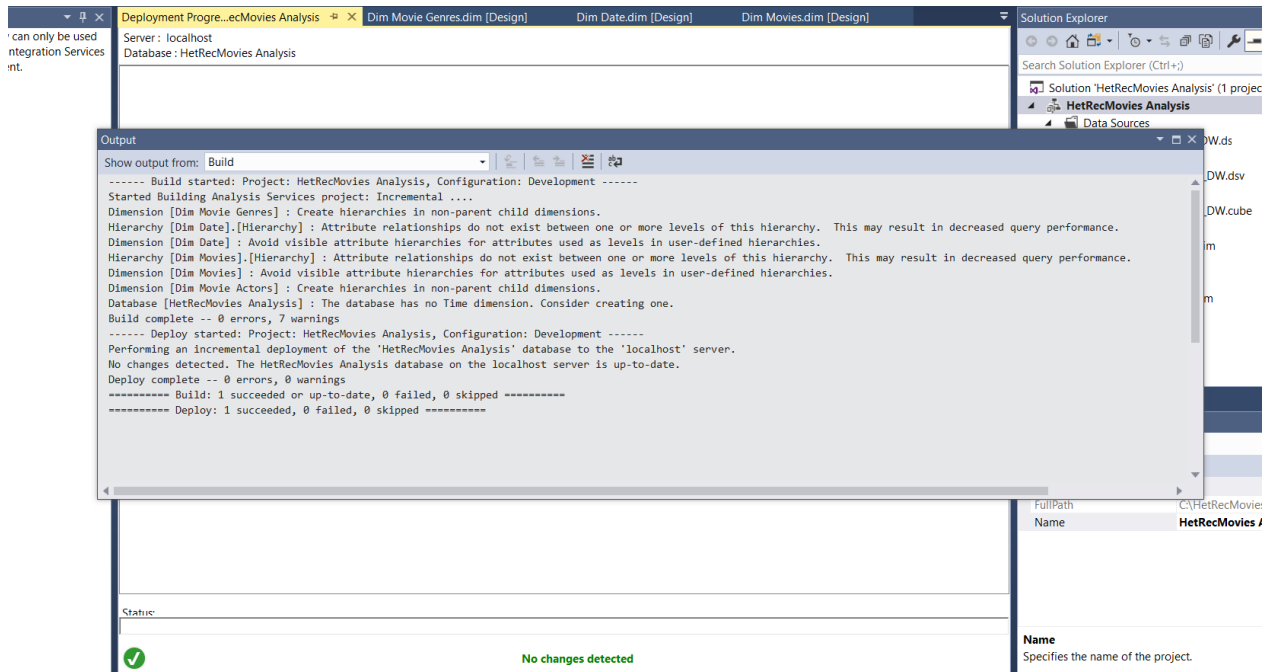 can only be used
ntegration Services
ent.
Deployment Progre...ecMovies Analysis
Dim Movie Genres.dim [Design]
Dim Date.dim [Design]
Dim Movies.dim [Design]
Server : localhost
Database : HetRecMovies Analysis
Solution Explorer
Search Solution Explorer (Ctrl+;)
Solution 'HetRecMovies Analysis' (1 projec
HetRecMovies Analysis
Data Sources
DW.ds
_DW.dsv
_DW.cube
im
m
Output
Show output from: Build
------ Build started: Project: HetRecMovies Analysis, Configuration: Development ------
Started Building Analysis Services project: Incremental ....
Dimension [Dim Movie Genres] : Create hierarchies in non-parent child dimensions.
Hierarchy [Dim Date].[Hierarchy] : Attribute relationships do not exist between one or more levels of this hierarchy.  This may result in decreased query performance.
Dimension [Dim Date] : Avoid visible attribute hierarchies for attributes used as levels in user-defined hierarchies.
Hierarchy [Dim Movies].[Hierarchy] : Attribute relationships do not exist between one or more levels of this hierarchy.  This may result in decreased query performance.
Dimension [Dim Movies] : Avoid visible attribute hierarchies for attributes used as levels in user-defined hierarchies.
Dimension [Dim Movie Actors] : Create hierarchies in non-parent child dimensions.
Database [HetRecMovies Analysis] : The database has no Time dimension. Consider creating one.
Build complete -- 0 errors, 7 warnings
------ Deploy started: Project: HetRecMovies Analysis, Configuration: Development ------
Performing an incremental deployment of the 'HetRecMovies Analysis' database to the 'localhost' server.
No changes detected. The HetRecMovies Analysis database on the localhost server is up-to-date.
Deploy complete -- 0 errors, 0 warnings
========== Build: 1 succeeded or up-to-date, 0 failed, 0 skipped ==========
========== Deploy: 1 succeeded, 0 failed, 0 skipped ==========
FullPath C:\HetRecMovies
Name HetRecMovies A
Status:
No changes detected
Name
Specifies the name of the project.